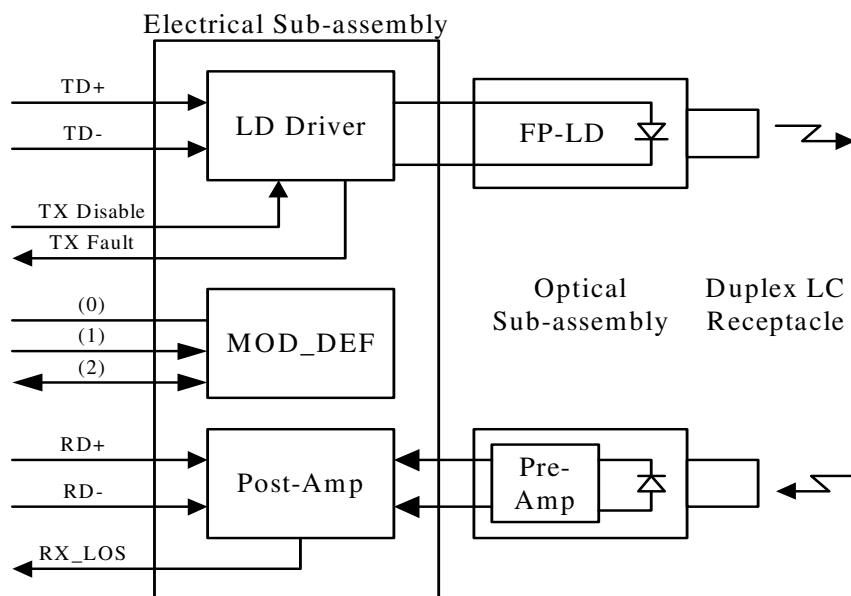 Electrical Sub-assembly
TD+
TD-
LD Driver
FP-LD
TX Disable
TX Fault
(0)
(1)
(2)
MOD_DEF
Optical
Sub-assembly
Duplex LC
Receptacle
RD+
RD-
Post-Amp
Pre-
Amp
RX_LOS